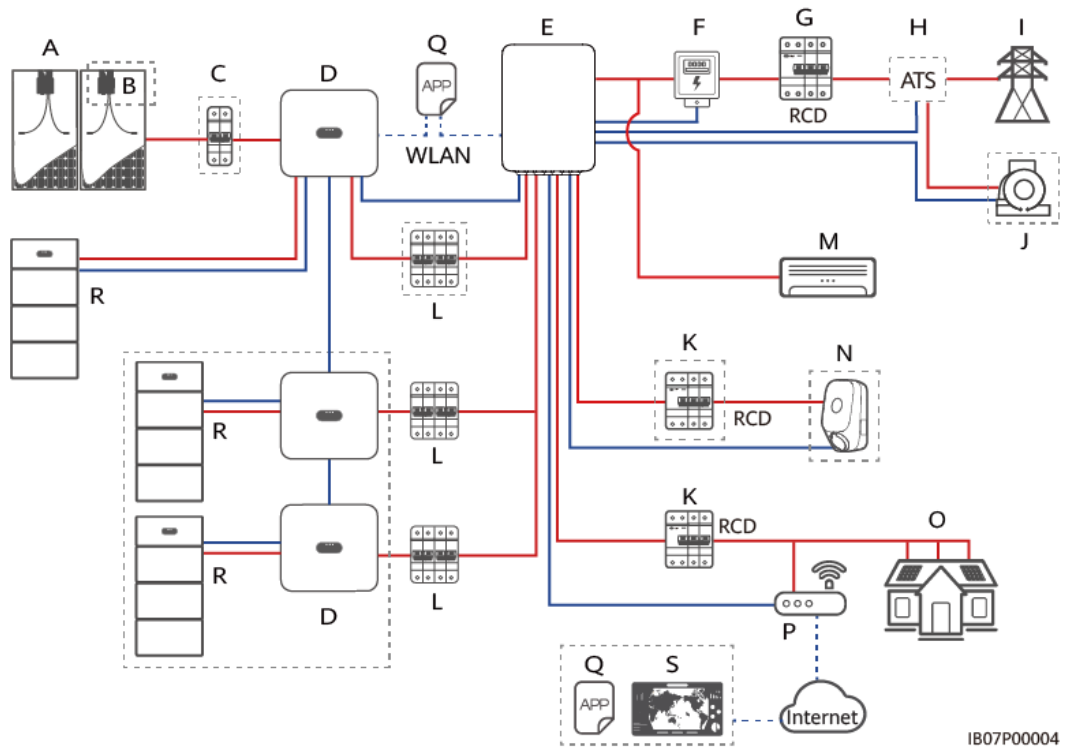 A
B
C
D
Q
APP
WLAN
E
F
G
RCD
H
ATS
I
J
R
L
M
K
RCD
N
R
L
K
RCD
O
R
D
L
P
Q
APP
S
Internet
IB07P00004